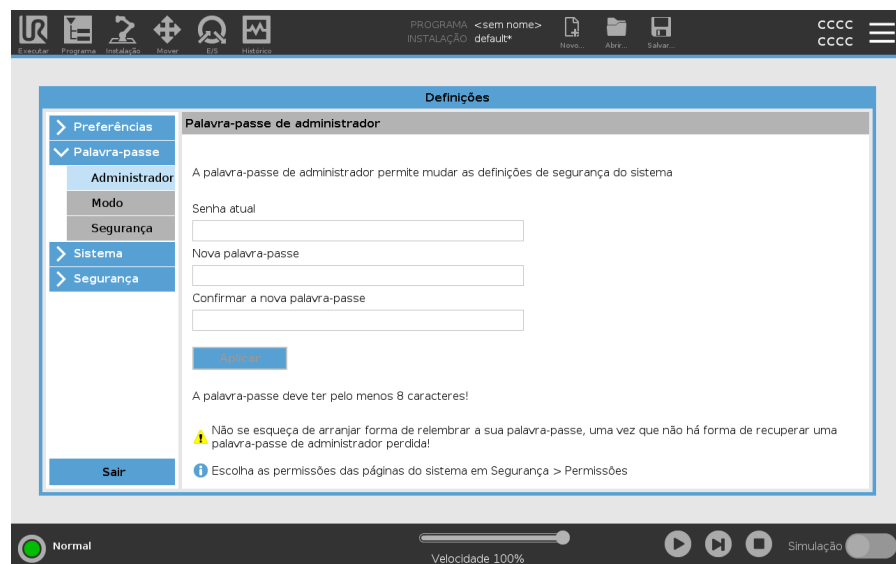 PROGRAMA <sem nome>
INSTALAÇÃO default*
CCCC
CCCC
Executar Programa Instalação Mover E/S Histórico Novo... Abrir... Salvar...
Definições
Preferências
Palavra-passe
Administrador
Modo
Segurança
Sistema
Segurança
Sair
Palavra-passe de administrador
A palavra-passe de administrador permite mudar as definições de segurança do sistema
Senha atual
Nova palavra-passe
Confirmar a nova palavra-passe
Aplicar
A palavra-passe deve ter pelo menos 8 caracteres!
Não se esqueça de arranjar forma de relembrar a sua palavra-passe, uma vez que não há forma de recuperar uma
palavra-passe de administrador perdida!
Escolha as permissões das páginas do sistema em Segurança > Permissões
Normal
Velocidade 100%
Simulação